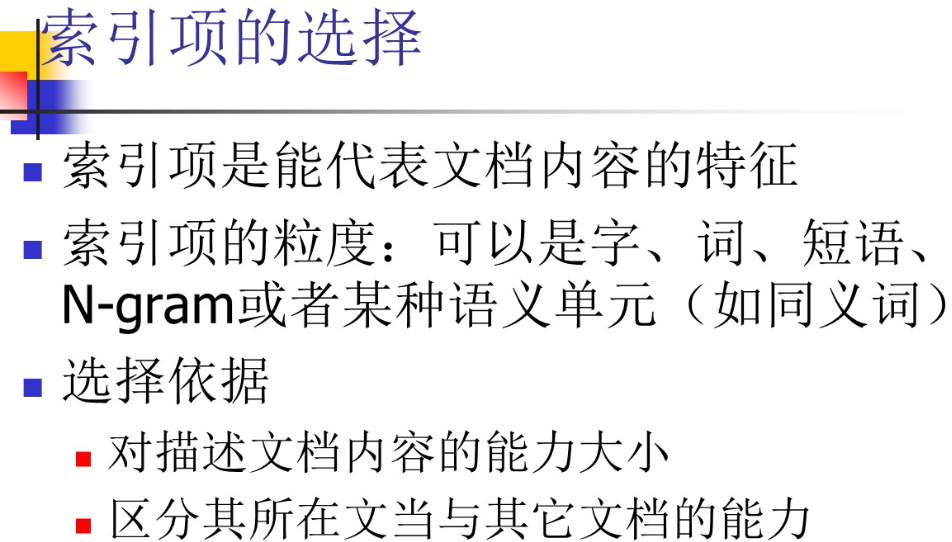 索引项的选择
索引项是能代表文档内容的特征
索引项的粒度：可以是字、词、短语、
N-gram或者某种语义单元（如同义词）
选择依据
对描述文档内容的能力大小
区分其所在文当与其它文档的能力